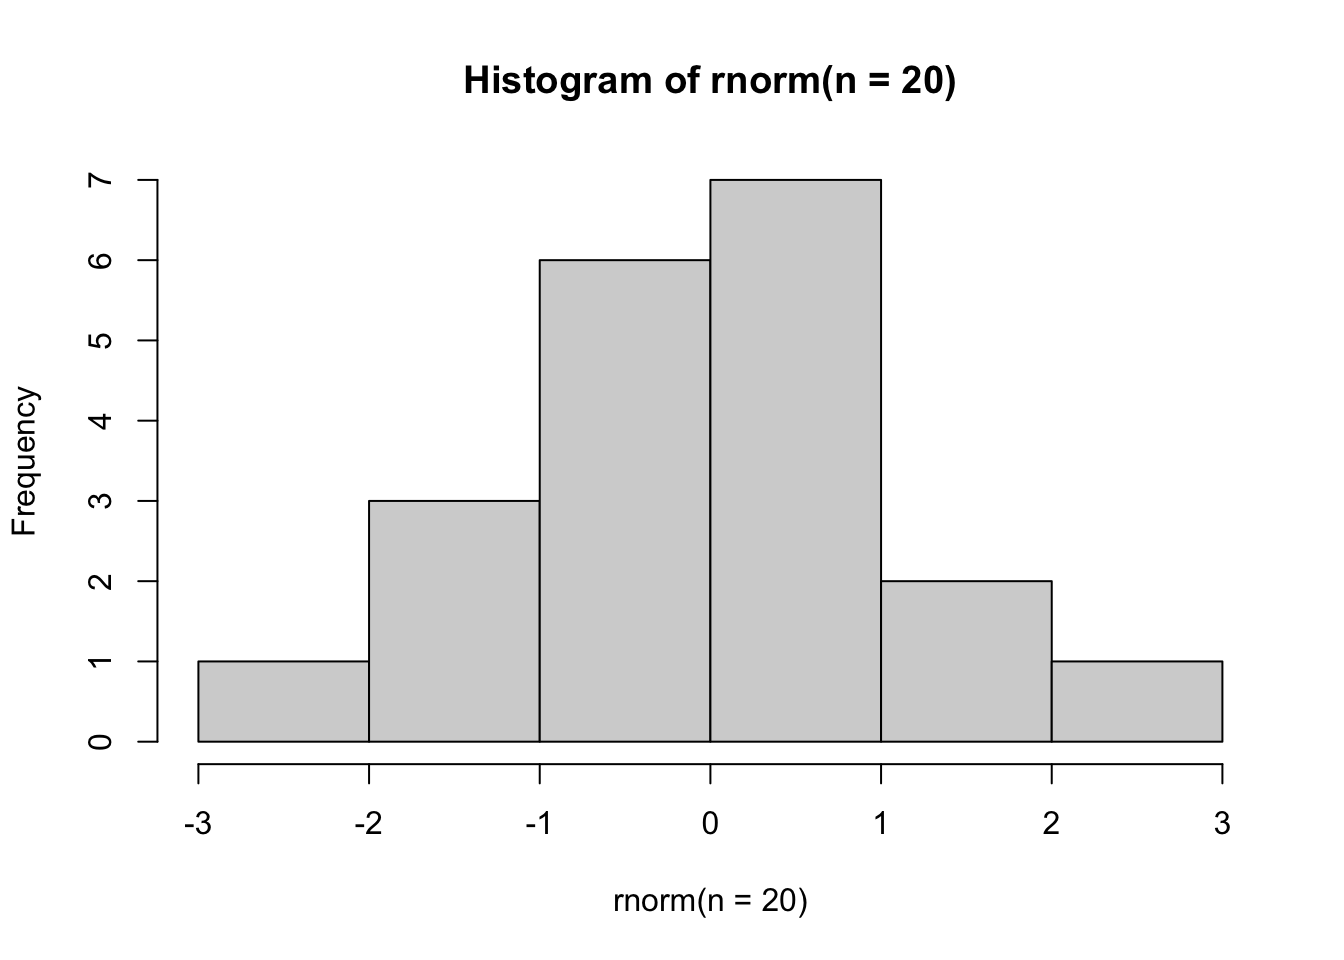 Histogram of rnorm(n = 20)
7
6
5
4
3
2
1
0
Frequency
-3 -2 -1 0 1 2 3
rnorm(n = 20)